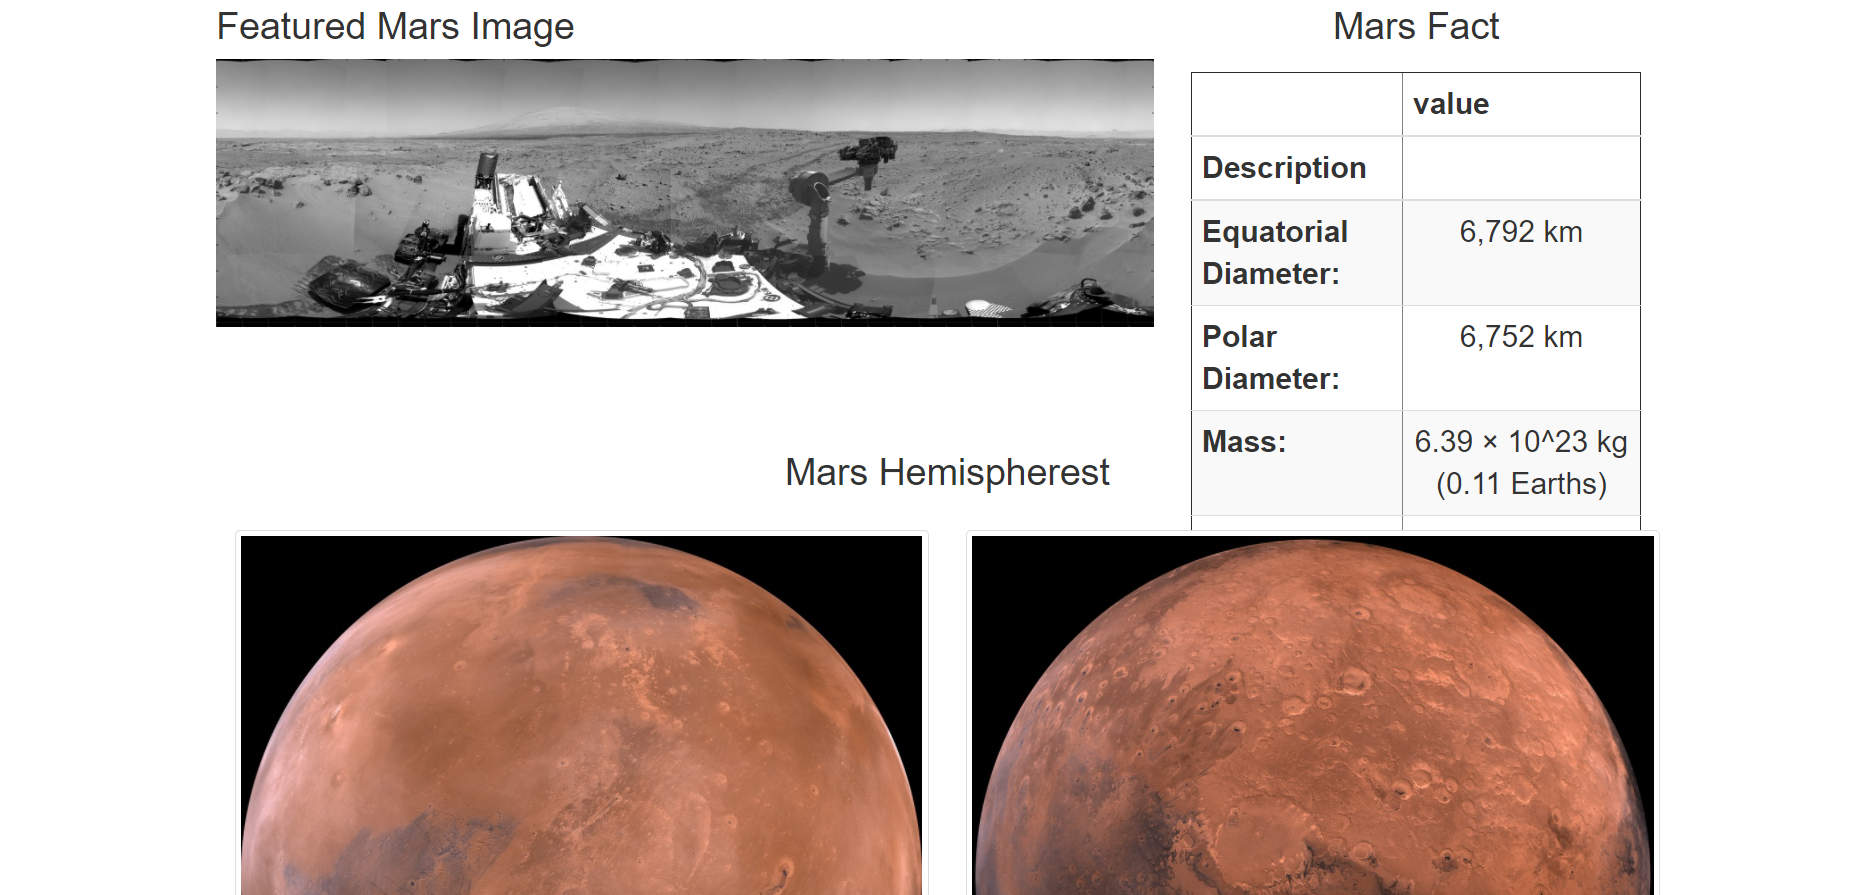 Featured Mars Image
Mars Fact
value
Description
Equatorial
Diameter:
6,792 km
Polar
Diameter:
6,752 km
Mass:
6.39 × 10^23 kg
(0.11 Earths)
Mars Hemispherest